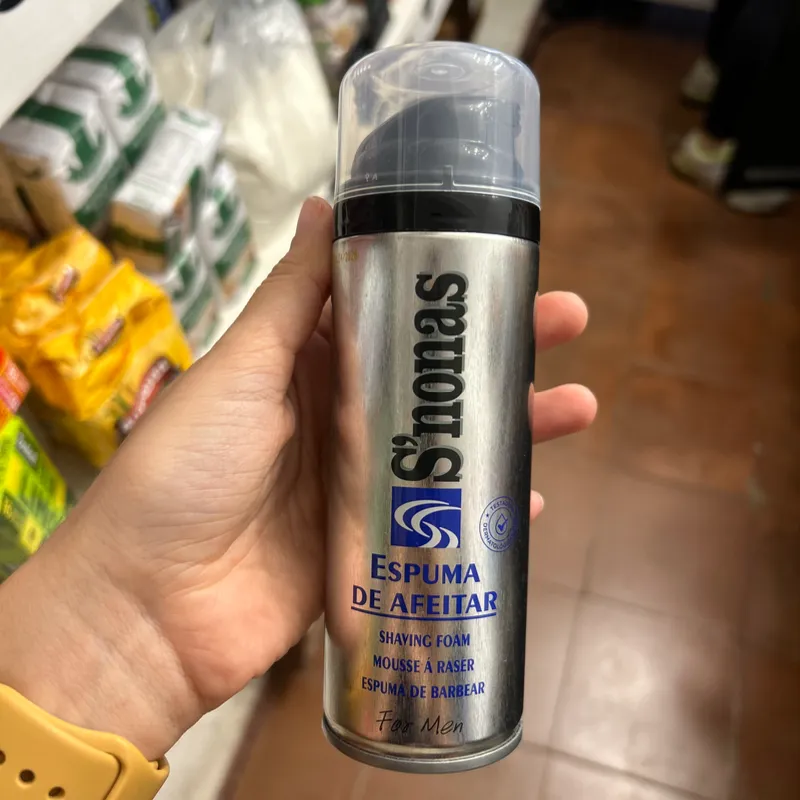 S'nonas
ESPUMA
DE AFEITAR
SHAVING FOAM
MOUSSE Á RASER
ESPUMA DE BARBEAR
For Men